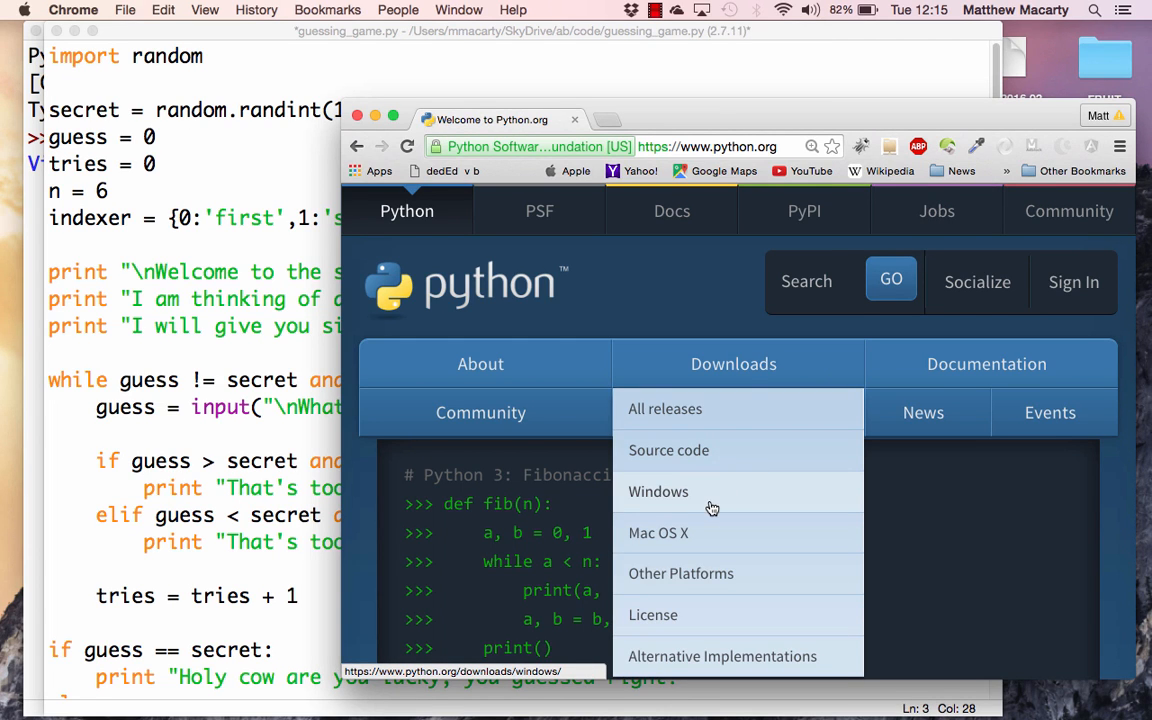 Chrome File Edit View History Bookmarks People Window Help 82% Tue 12:15 Matthew Macarty
*guessing_game.py - /Users/mmacarty/SkyDrive/ab/code/guessing_game.py (2.7.11)*
import random
secret = random.randint(1
guess = 0
tries = 0
n = 6
indexer = {0:'first',1:'s
print "\nWelcome to the s
print "I am thinking of a
print "I will give you si
while guess != secret an
guess = input("\nWhat
if guess > secret an
print "That's too
elif guess < secret a
print "That's too
tries = tries + 1
if guess == secret:
print "Holy cow are you lucky, you guessed right!
Ln: 3 Col: 28
Welcome to Python.org
Matt
Python Softwar...undation [US] https://www.python.org
ABP
Apps dedEd v b Apple Yahoo! Google Maps YouTube Wikipedia News » Other Bookmarks
Python PSF Docs PyPI Jobs Community
python™
Search GO Socialize Sign In
About Downloads Documentation
Community News Events
All releases
Source code
Windows
Mac OS X
Other Platforms
License
Alternative Implementations
# Python 3: Fibonacci
>>> def fib(n):
>>> a, b = 0, 1
>>> while a < n:
>>> print(a,
>>> a, b = b,
>>> print()
https://www.python.org/downloads/windows/